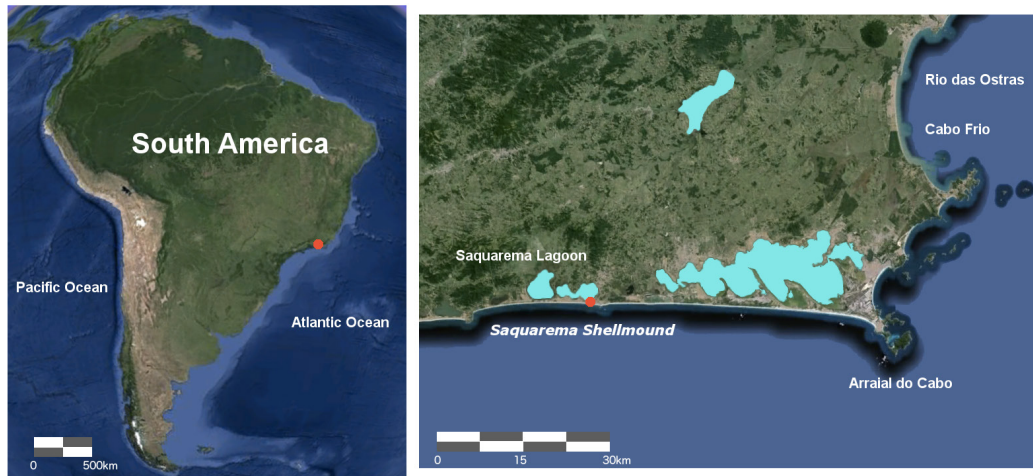 South America
Pacific Ocean
Atlantic Ocean
0 500km
Rio das Ostras
Cabo Frio
Saquarema Lagoon
Saquarema Shellmound
Arraial do Cabo
0 15 30km